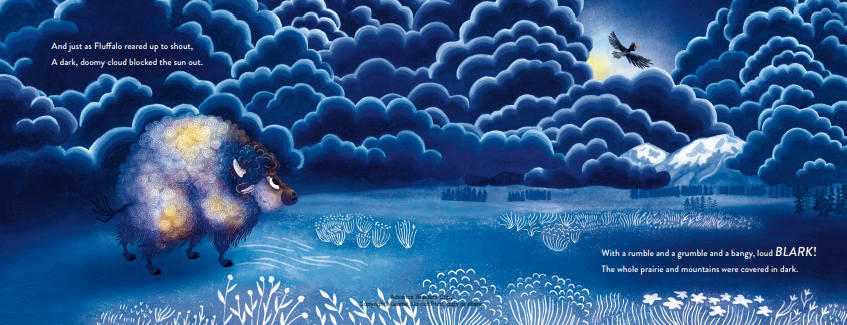 And just as Fluffalo reared up to shout,
A dark, doomy cloud blocked the sun out.
With a rumble and a grumble and a bangy, loud BLARK!
The whole prairie and mountains were covered in dark.